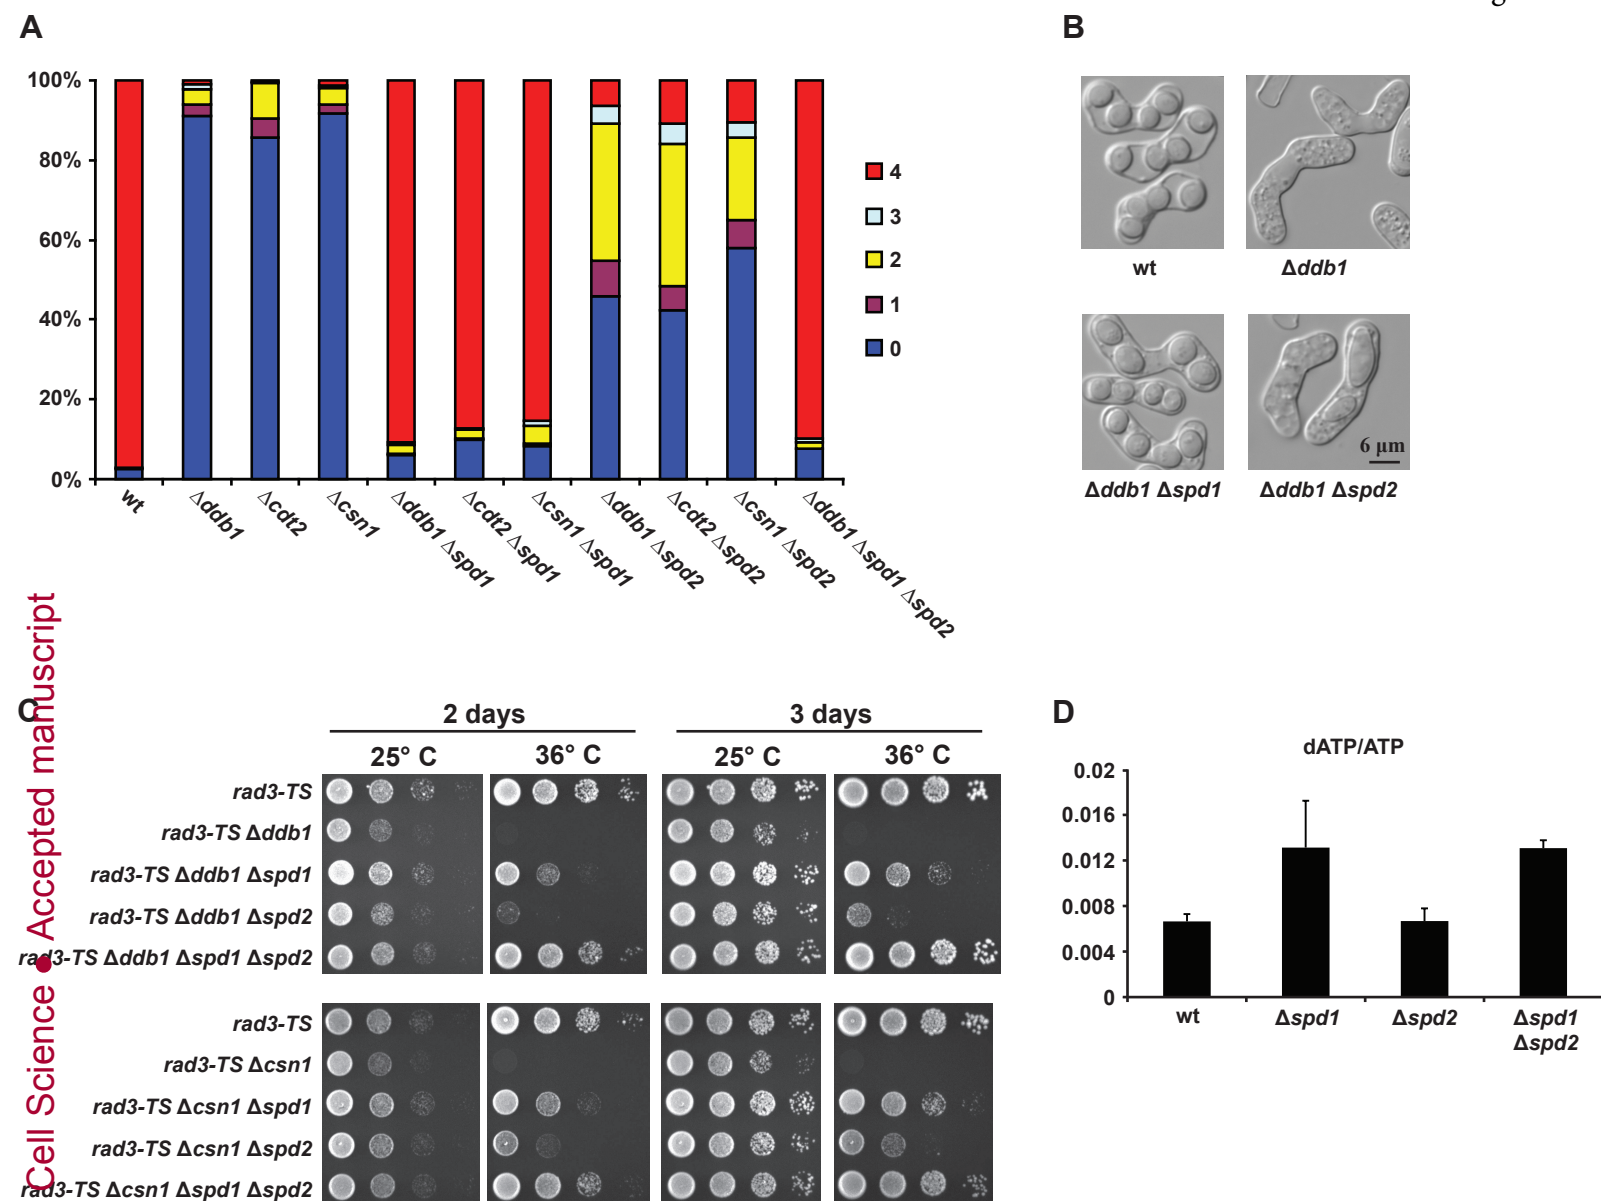 g
A
100%
80%
60%
40%
20%
0%
4
3
2
1
0
wt
Δddb1
Δcdt2
Δcsn1
Δddb1 Δspd1
Δcdt2 Δspd1
Δcsn1 Δspd1
Δddb1 Δspd2
Δcdt2 Δspd2
Δcsn1 Δspd2
Δddb1 Δspd1 Δspd2
B
wt
Δddb1
6 μm
Δddb1 Δspd1
Δddb1 Δspd2
Cell Science ● Accepted manuscript
C
2 days
3 days
25° C
36° C
25° C
36° C
rad3-TS
rad3-TS Δddb1
rad3-TS Δddb1 Δspd1
rad3-TS Δddb1 Δspd2
rad3-TS Δddb1 Δspd1 Δspd2
rad3-TS
rad3-TS Δcsn1
rad3-TS Δcsn1 Δspd1
rad3-TS Δcsn1 Δspd2
rad3-TS Δcsn1 Δspd1 Δspd2
D
dATP/ATP
0.02
0.016
0.012
0.008
0.004
0
wt
Δspd1
Δspd2
Δspd1
Δspd2